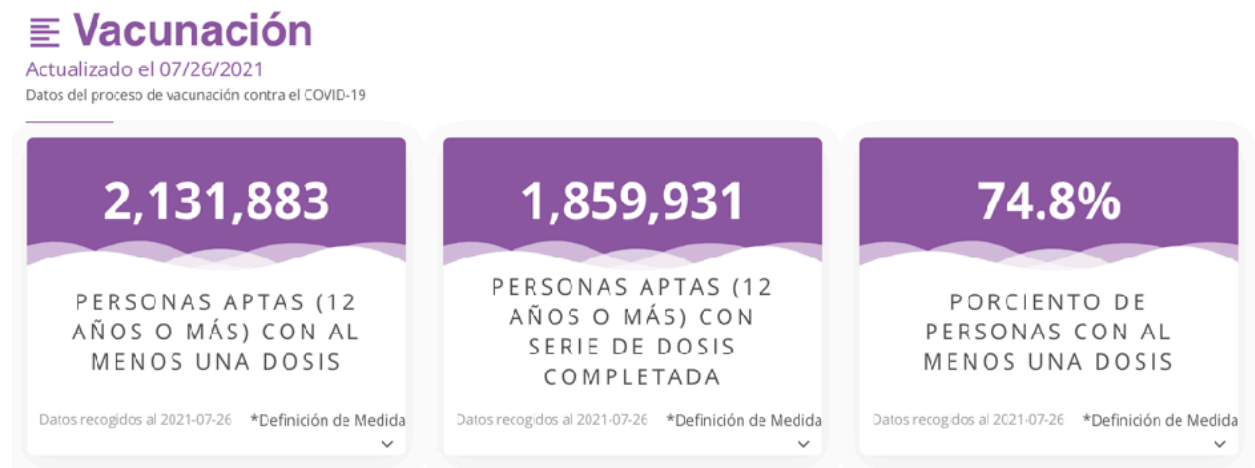 Vacunación
Actualizado el 07/26/2021
Datos del proceso de vacunación contra el COVID-19
2,131,883
PERSONAS APTAS (12
AÑOS O MÁS) CON AL
MENOS UNA DOSIS
Datos recogidos al 2021-07-26 *Definición de Medida
1,859,931
PERSONAS APTAS (12
AÑOS O MÁS) CON
SERIE DE DOSIS
COMPLETADA
Datos recogidos al 2021-07-26 *Definición de Medida
74.8%
PORCIENTO DE
PERSONAS CON AL
MENOS UNA DOSIS
Datos recogidos al 2021-07-26 *Definición de Medida